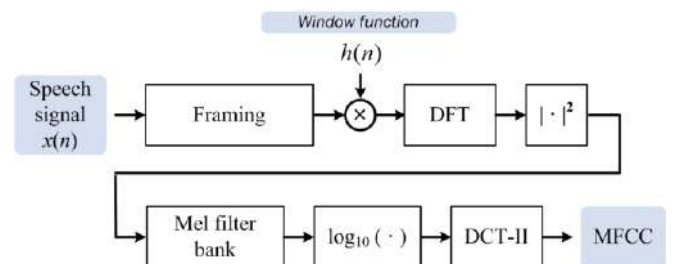 Window function
h(n)
Speech
signal
x(n)
Framing
×
DFT
| · |²
Mel filter
bank
log₁₀ ( · )
DCT-II
MFCC